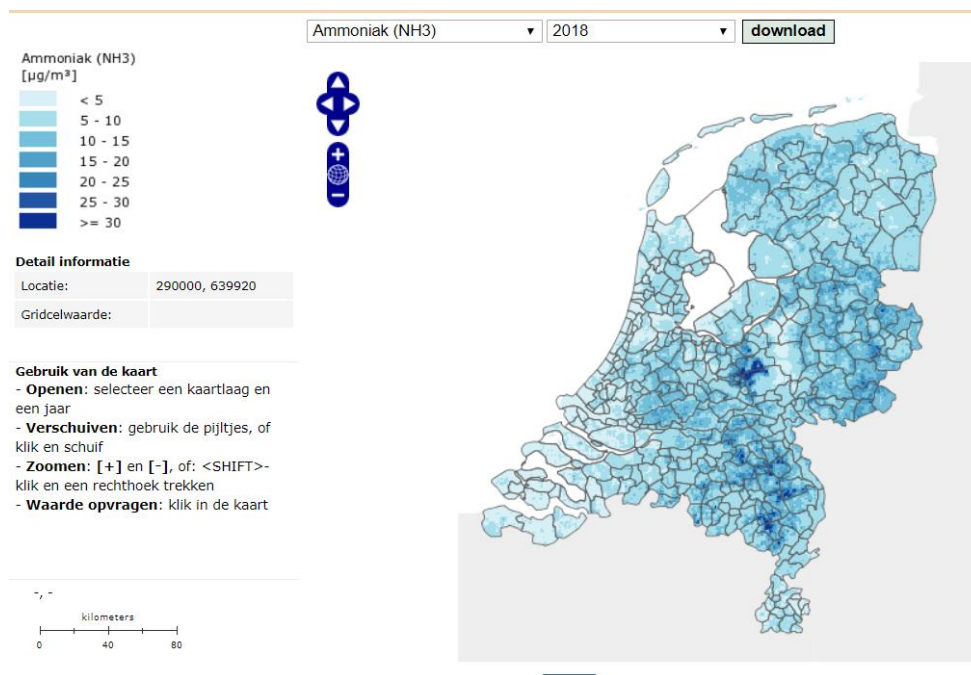 Ammoniak (NH3) 2018 download
Ammoniak (NH3)
[µg/m³]
< 5
5 - 10
10 - 15
15 - 20
20 - 25
25 - 30
>= 30
Detail informatie
Locatie: 290000, 639920
Gridcelwaarde:
Gebruik van de kaart
- Openen: selecteer een kaartlaag en
een jaar
- Verschuiven: gebruik de pijltjes, of
klik en schuif
- Zoomen: [+] en [-], of: <SHIFT>-
klik en een rechthoek trekken
- Waarde opvragen: klik in de kaart
-, -
kilometers
0 40 80